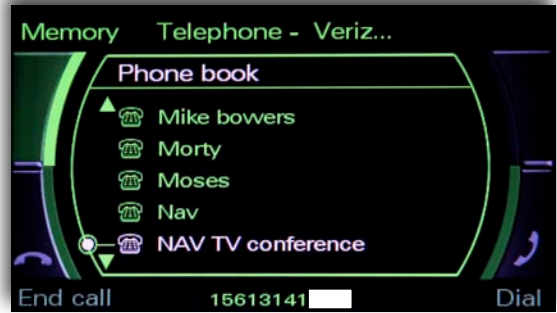 Memory Telephone - Veriz...
Phone book
Mike bowers
Morty
Moses
Nav
NAV TV conference
End call 15613141 Dial